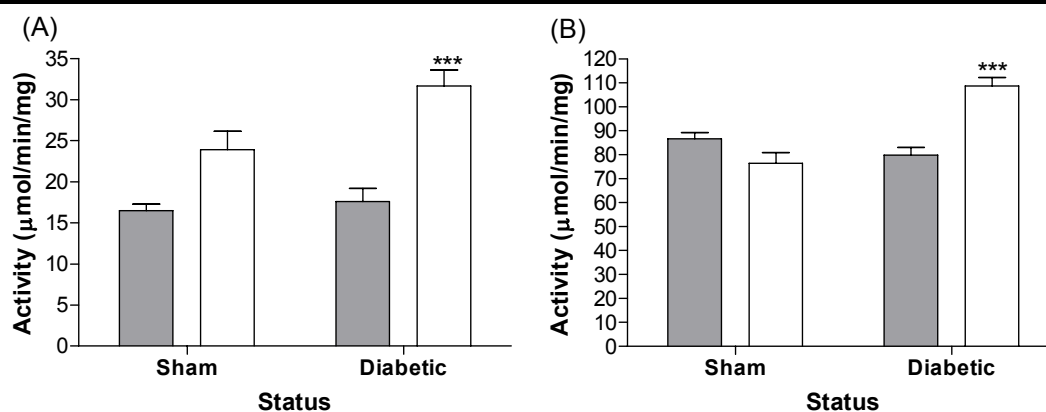 (A)
Activity (μmol/min/mg)
35
30
25
20
15
10
5
0
***
Sham
Diabetic
Status
(B)
Activity (μmol/min/mg)
120
110
100
90
80
70
60
50
40
30
20
10
0
***
Sham
Diabetic
Status